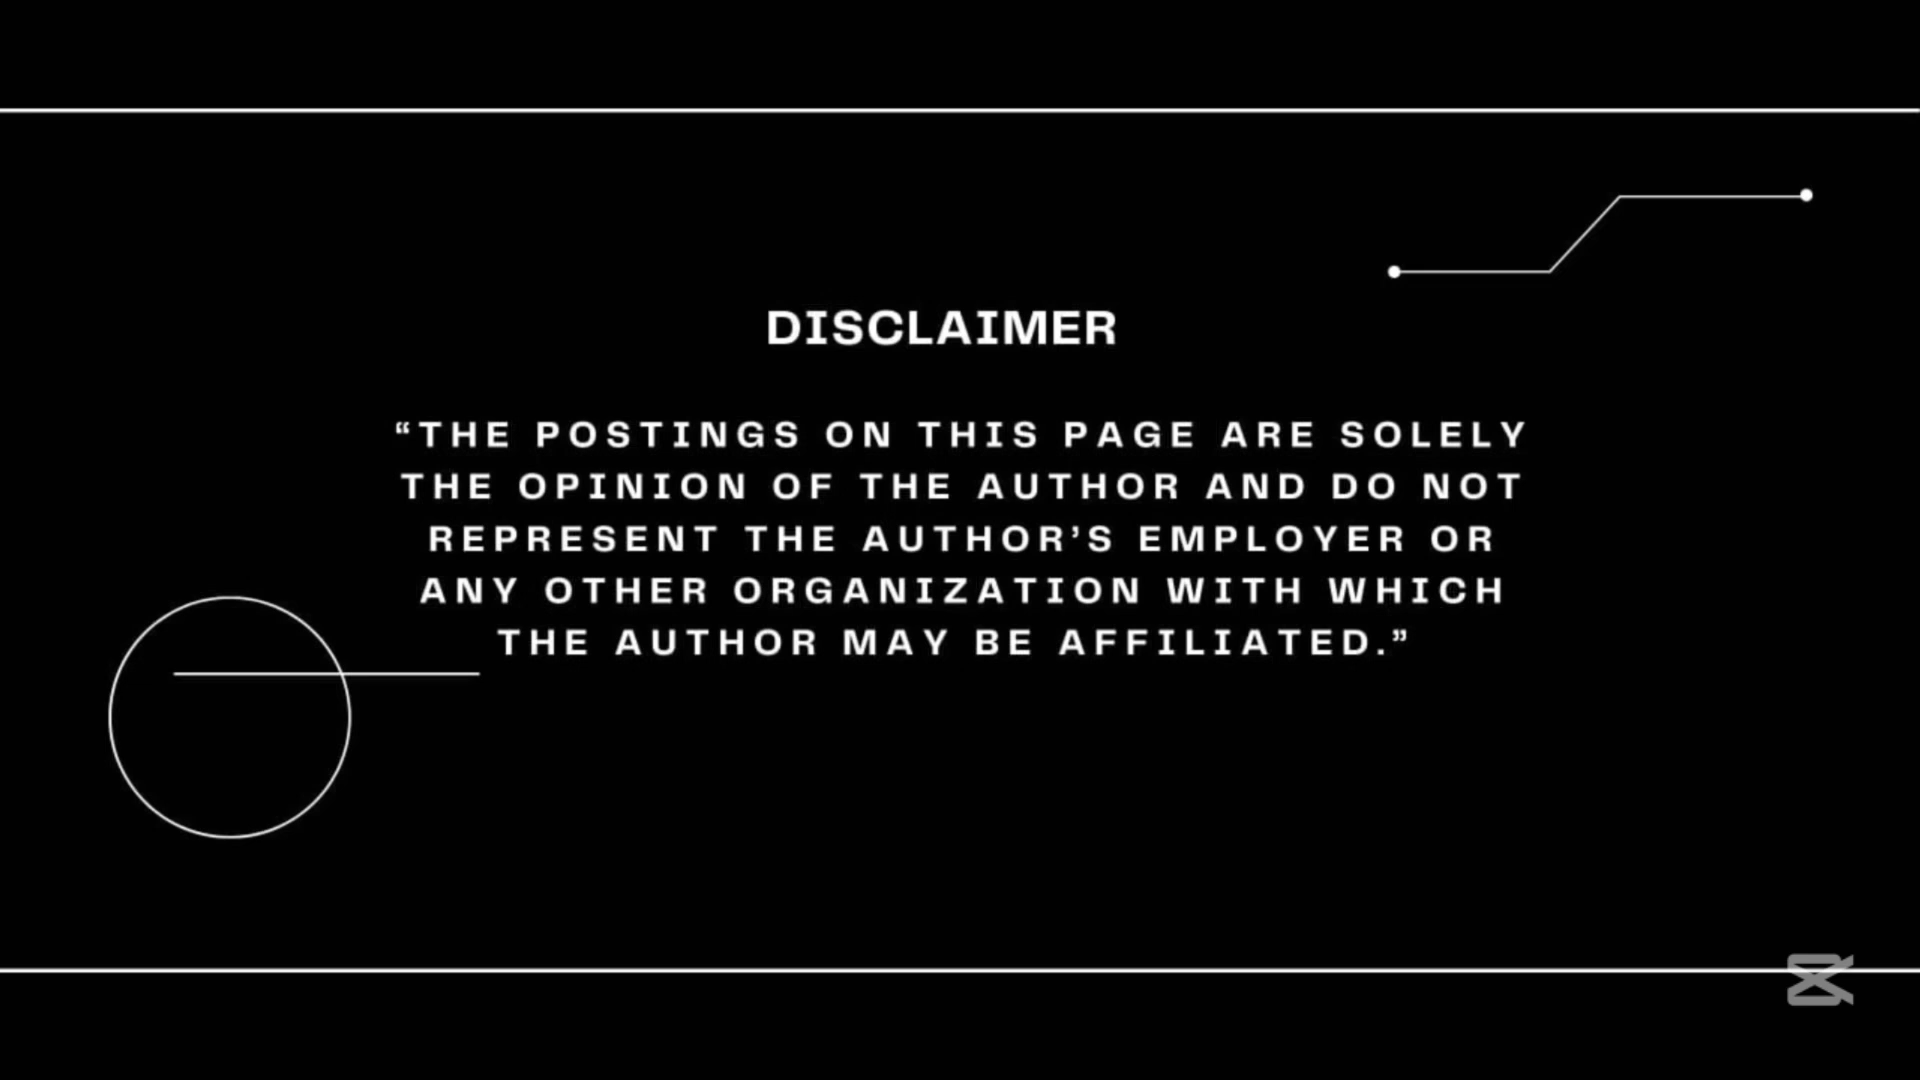 DISCLAIMER
“THE POSTINGS ON THIS PAGE ARE SOLELY
THE OPINION OF THE AUTHOR AND DO NOT
REPRESENT THE AUTHOR’S EMPLOYER OR
ANY OTHER ORGANIZATION WITH WHICH
THE AUTHOR MAY BE AFFILIATED.”